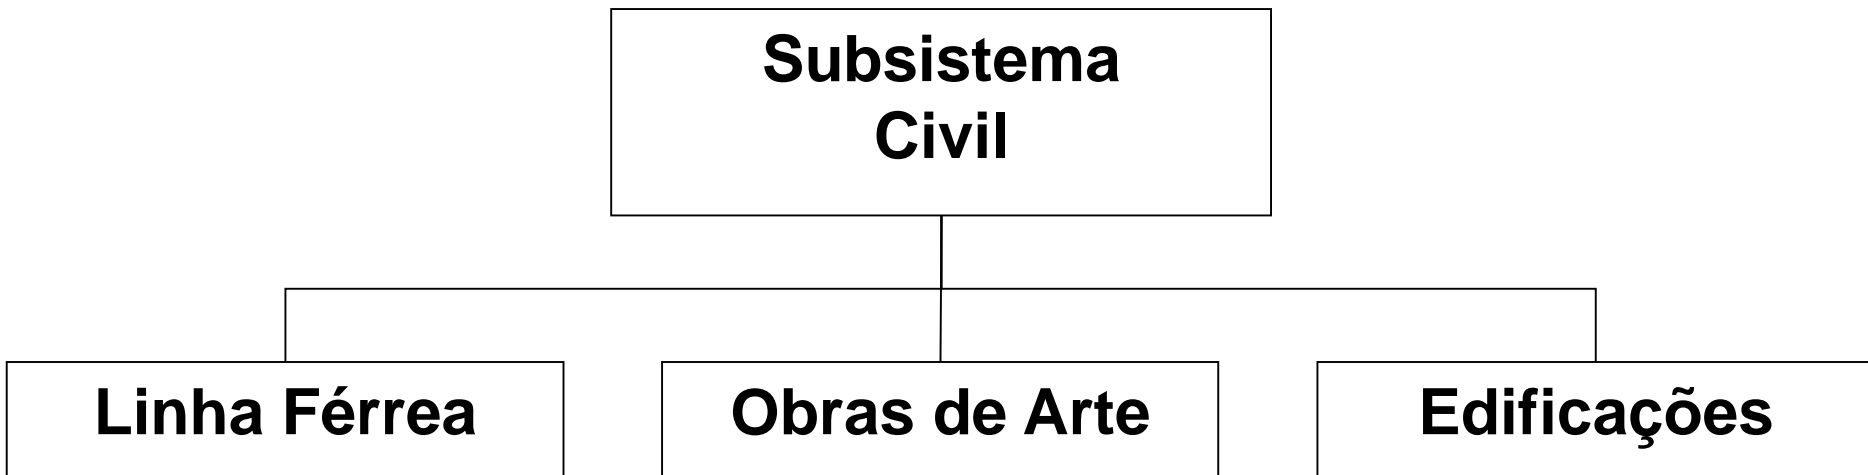 Subsistema
Civil
Linha Férrea
Obras de Arte
Edificações